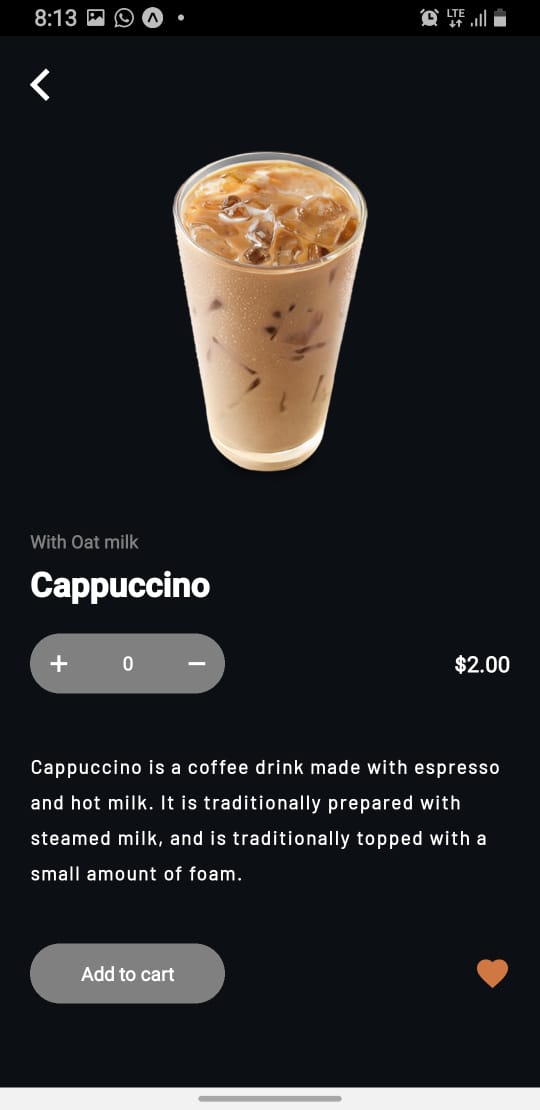 8:13
LTE
With Oat milk
Cappuccino
+ 0 −
$2.00
Cappuccino is a coffee drink made with espresso
and hot milk. It is traditionally prepared with
steamed milk, and is traditionally topped with a
small amount of foam.
Add to cart